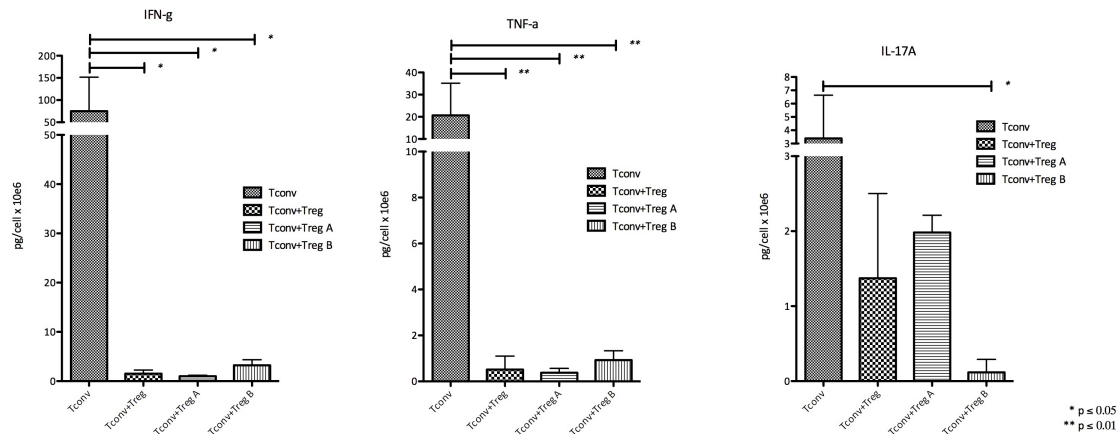 IFN-g
*
*
*
200
150
100
50
50
40
30
20
10
0
pg/cell x 10e6
Tconv
Tconv+Treg
Tconv+Treg A
Tconv+Treg B
Tconv
Tconv+Treg
Tconv+Treg A
Tconv+Treg B
TNF-a
**
**
**
40
30
20
10
10
8
6
4
2
0
pg/cell x 10e6
Tconv
Tconv+Treg
Tconv+Treg A
Tconv+Treg B
Tconv
Tconv+Treg
Tconv+Treg A
Tconv+Treg B
IL-17A
*
8
7
6
5
4
3
3
2
1
0
pg/cell x 10e6
Tconv
Tconv+Treg
Tconv+Treg A
Tconv+Treg B
Tconv
Tconv+Treg
Tconv+Treg A
Tconv+Treg B
* p ≤ 0.05
** p ≤ 0.01